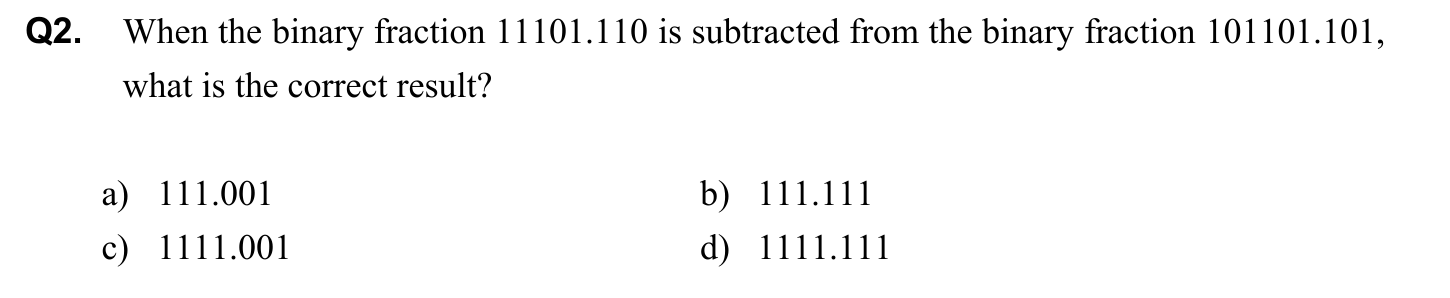 Q2. When the binary fraction 11101.110 is subtracted from the binary fraction 101101.101,
what is the correct result?
a) 111.001 b) 111.111
c) 1111.001 d) 1111.111